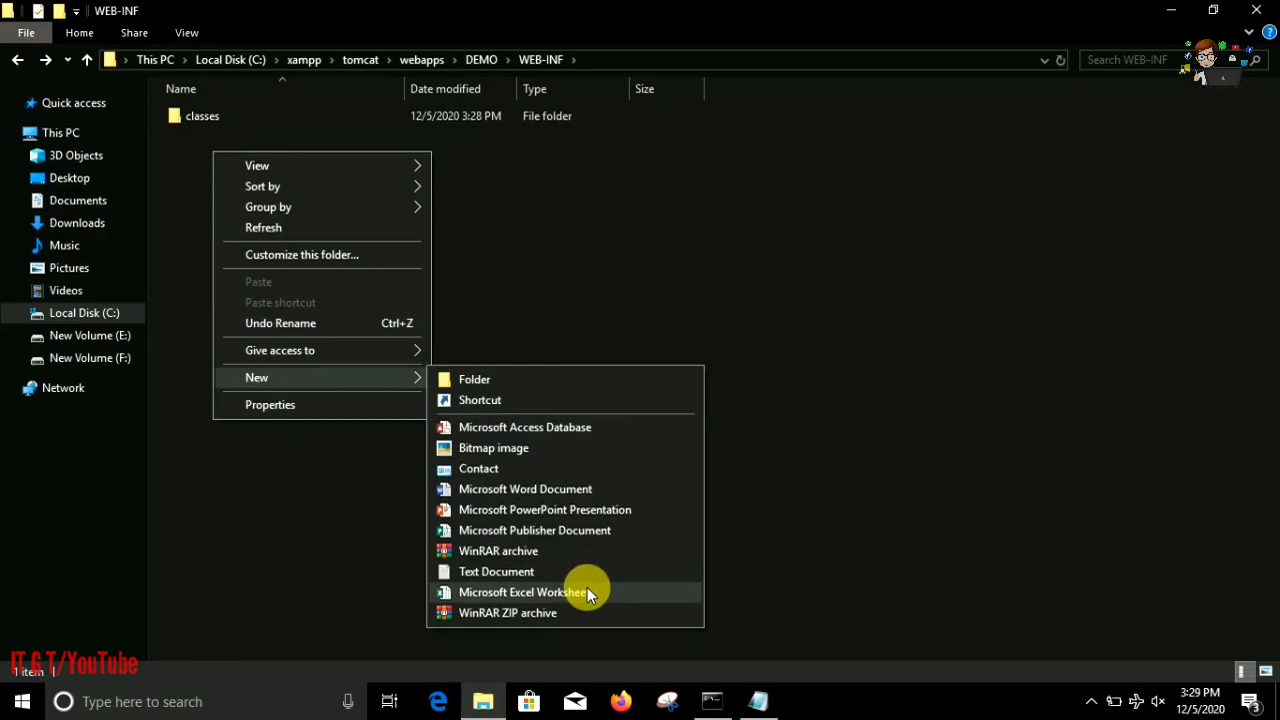 WEB-INF
File Home Share View
This PC Local Disk (C:) xampp tomcat webapps DEMO WEB-INF
Search WEB-INF
Name Date modified Type Size
classes 12/5/2020 3:28 PM File folder
Quick access
This PC
3D Objects
Desktop
Documents
Downloads
Music
Pictures
Videos
Local Disk (C:)
New Volume (E:)
New Volume (F:)
Network
View
Sort by
Group by
Refresh
Customize this folder...
Paste
Paste shortcut
Undo Rename Ctrl+Z
Give access to
New
Properties
Folder
Shortcut
Microsoft Access Database
Bitmap image
Contact
Microsoft Word Document
Microsoft PowerPoint Presentation
Microsoft Publisher Document
WinRAR archive
Text Document
Microsoft Excel Workshee
WinRAR ZIP archive
IT & T/YouTube
1 item
Type here to search
3:29 PM
12/5/2020
3